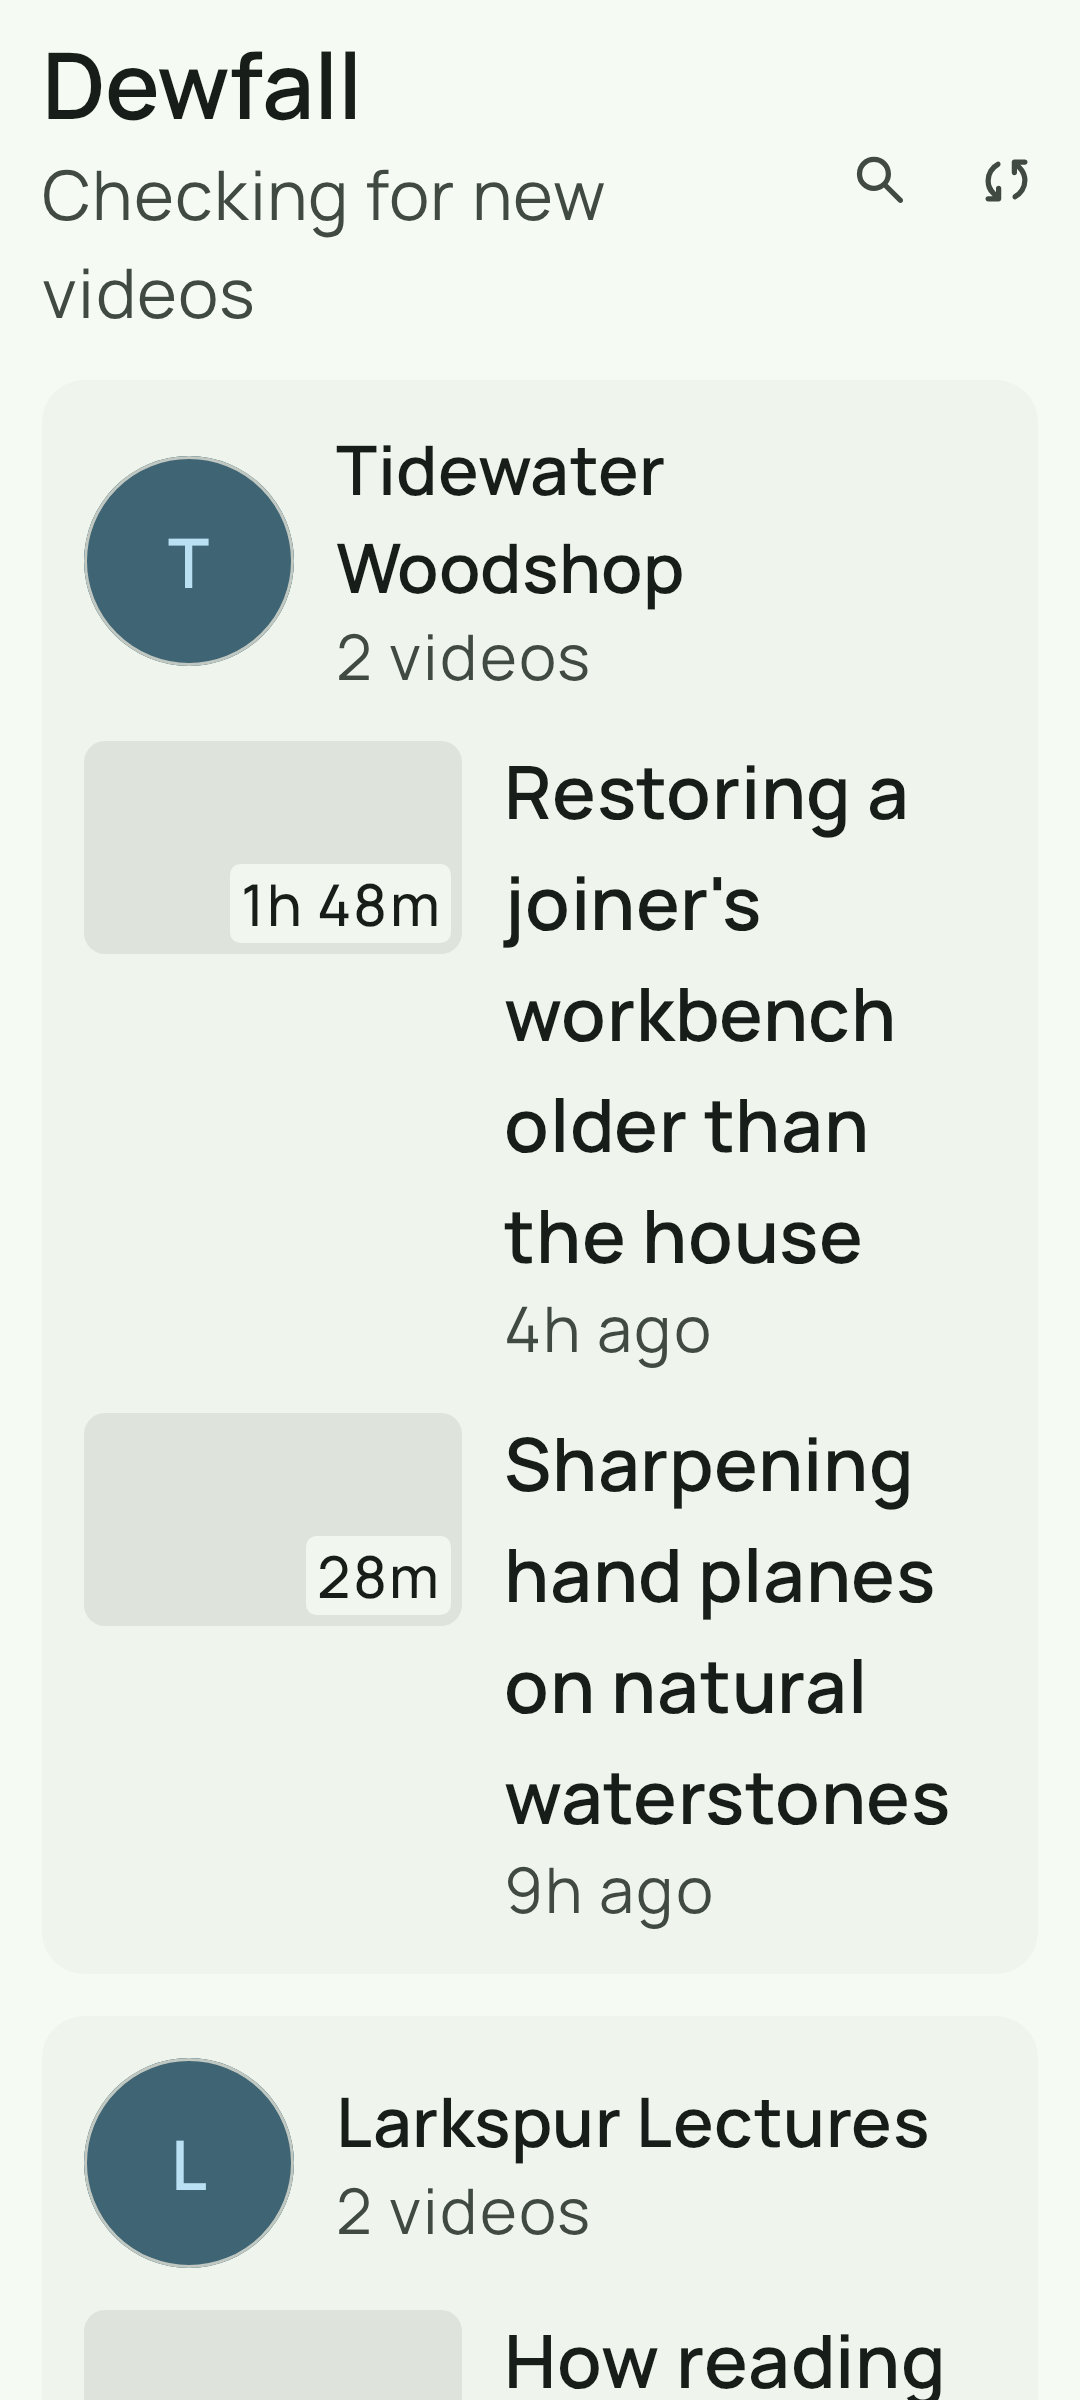 Dewfall
Checking for new
videos
T
Tidewater
Woodshop
2 videos
1h 48m
Restoring a
joiner's
workbench
older than
the house
4h ago
28m
Sharpening
hand planes
on natural
waterstones
9h ago
L
Larkspur Lectures
2 videos
How reading